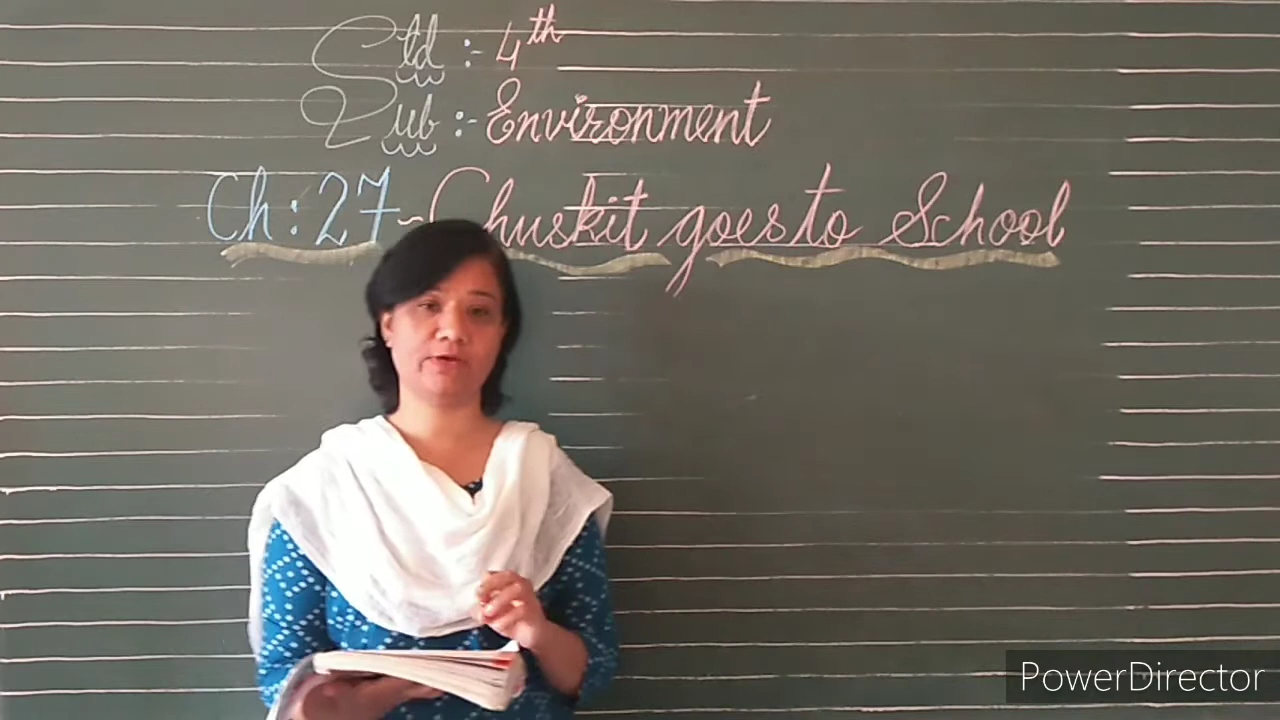 Std :- 4th
Sub :- Environment
Ch : 27 - Chuskit goes to School
PowerDirector